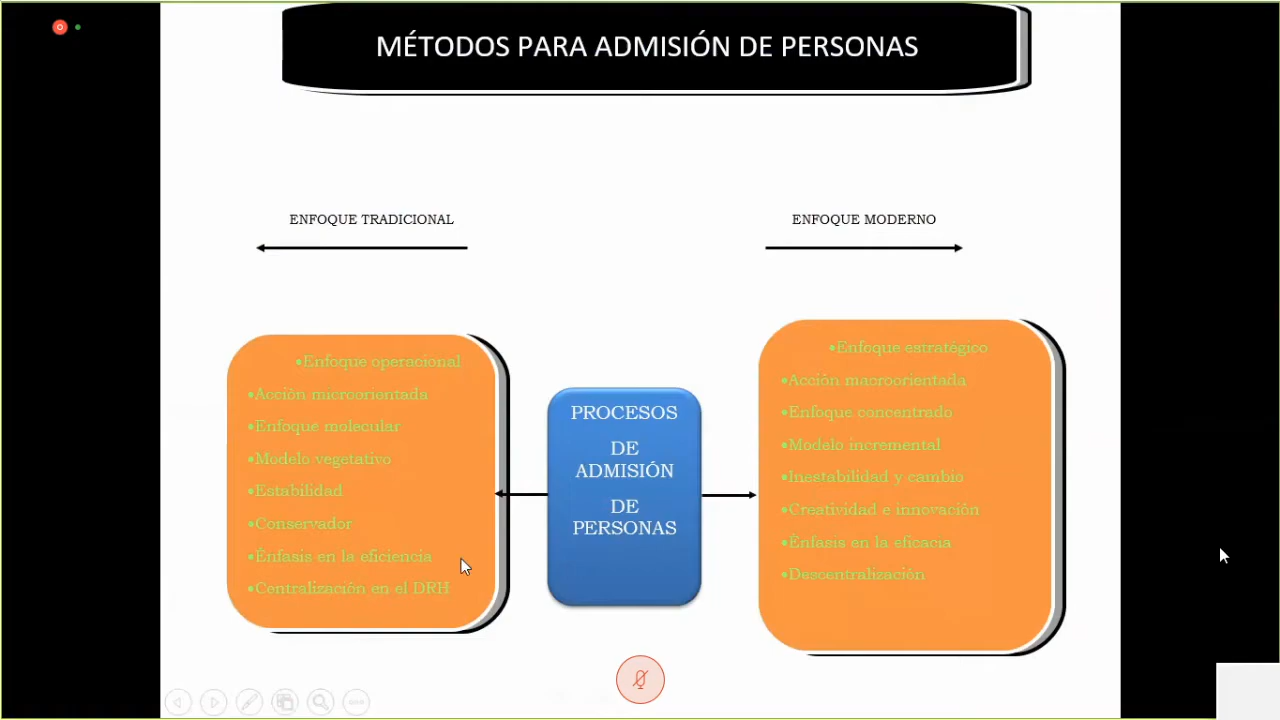 MÉTODOS PARA ADMISIÓN DE PERSONAS
ENFOQUE TRADICIONAL
ENFOQUE MODERNO
•Enfoque operacional
•Acción microorientada
•Enfoque molecular
•Modelo vegetativo
•Estabilidad
•Conservador
•Énfasis en la eficiencia
•Centralización en el DRH
PROCESOS
DE
ADMISIÓN
DE
PERSONAS
•Enfoque estratégico
•Acción macroorientada
•Enfoque concentrado
•Modelo incremental
•Inestabilidad y cambio
•Creatividad e innovación
•Énfasis en la eficacia
•Descentralización